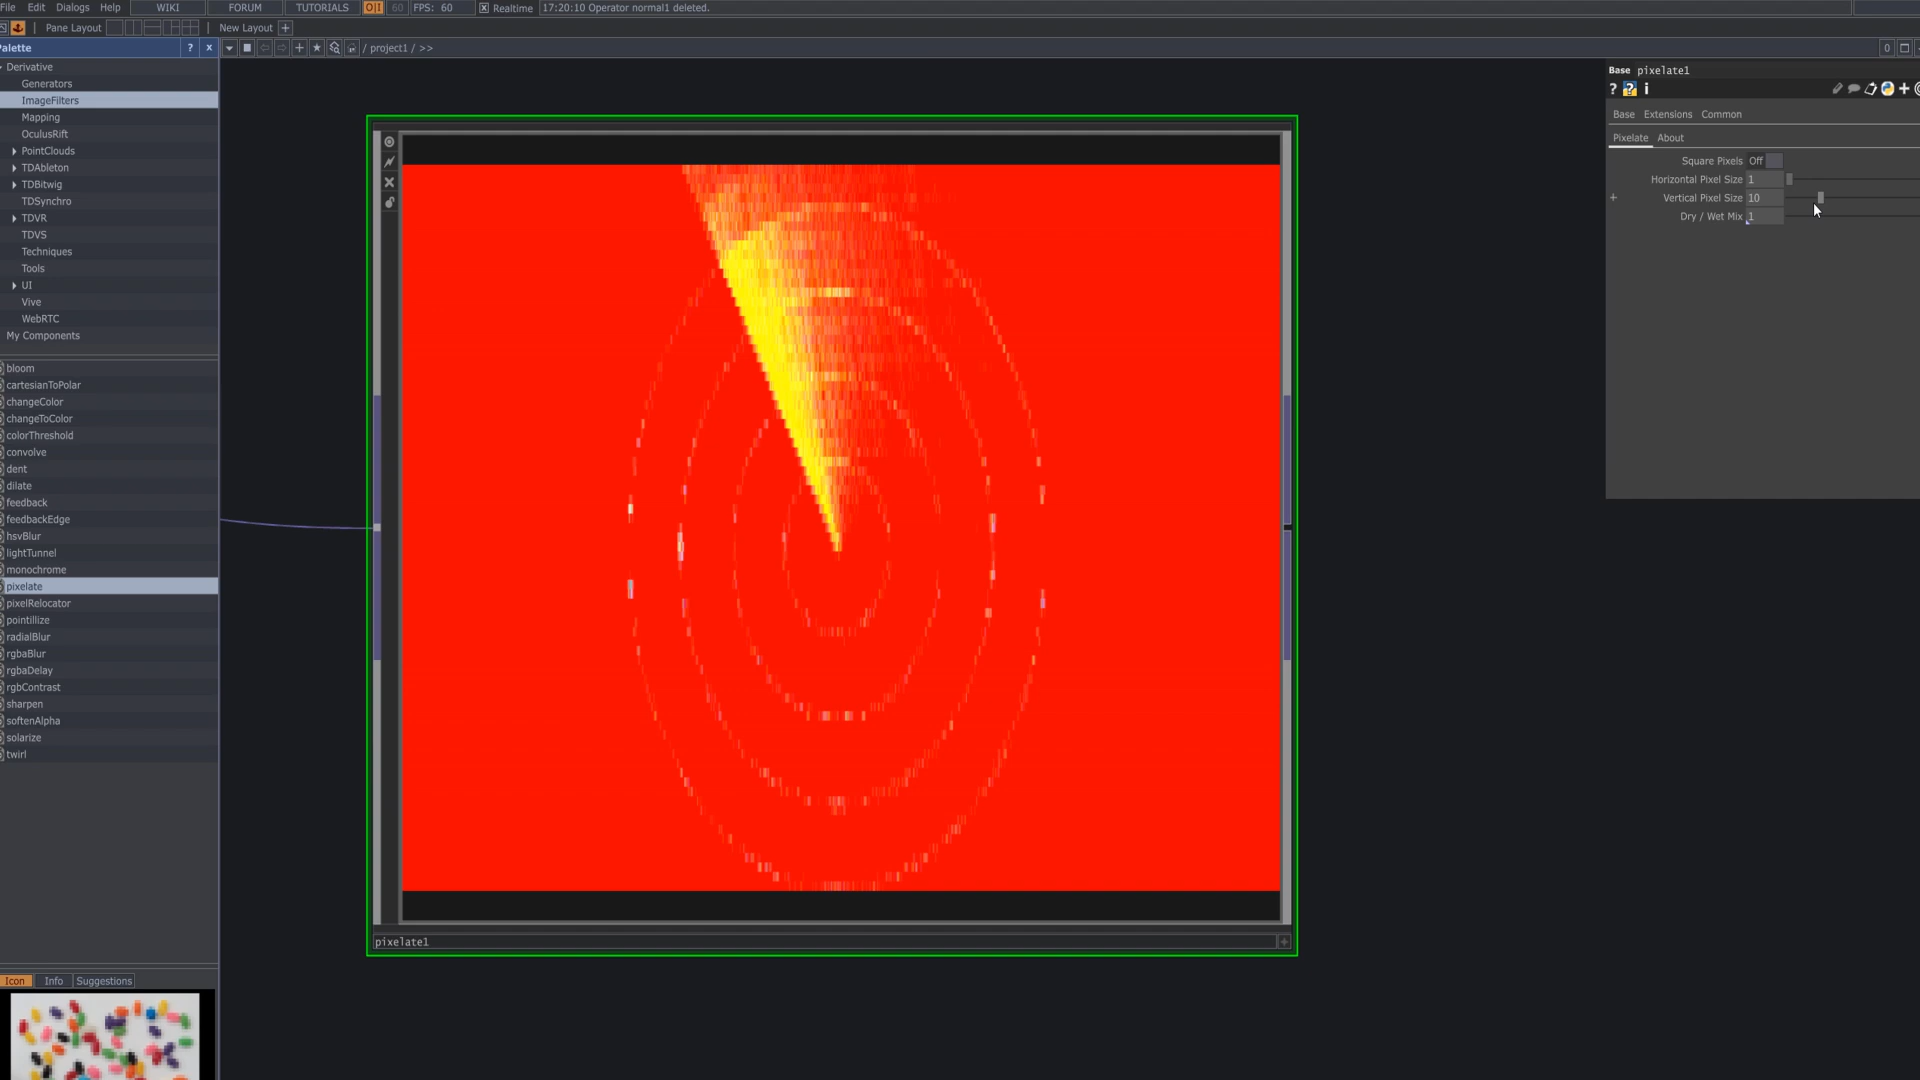 File Edit Dialogs Help WIKI FORUM TUTORIALS O|I 60 FPS: 60 Realtime 17:20:10 Operator normal1 deleted.
Pane Layout New Layout +
Palette ? x / project1 / >> 0
Derivative
Generators
ImageFilters
Mapping
OculusRift
PointClouds
TDAbleton
TDBitwig
TDSynchro
TDVR
TDVS
Techniques
Tools
UI
Vive
WebRTC
My Components
bloom
cartesianToPolar
changeColor
changeToColor
colorThreshold
convolve
dent
dilate
feedback
feedbackEdge
hsvBlur
lightTunnel
monochrome
pixelate
pixelRelocator
pointillize
radialBlur
rgbaBlur
rgbaDelay
rgbContrast
sharpen
softenAlpha
solarize
twirl
Icon Info Suggestions
pixelate1
Base pixelate1
? ? i
Base Extensions Common
Pixelate About
Square Pixels Off
Horizontal Pixel Size 1
+ Vertical Pixel Size 10
Dry / Wet Mix 1